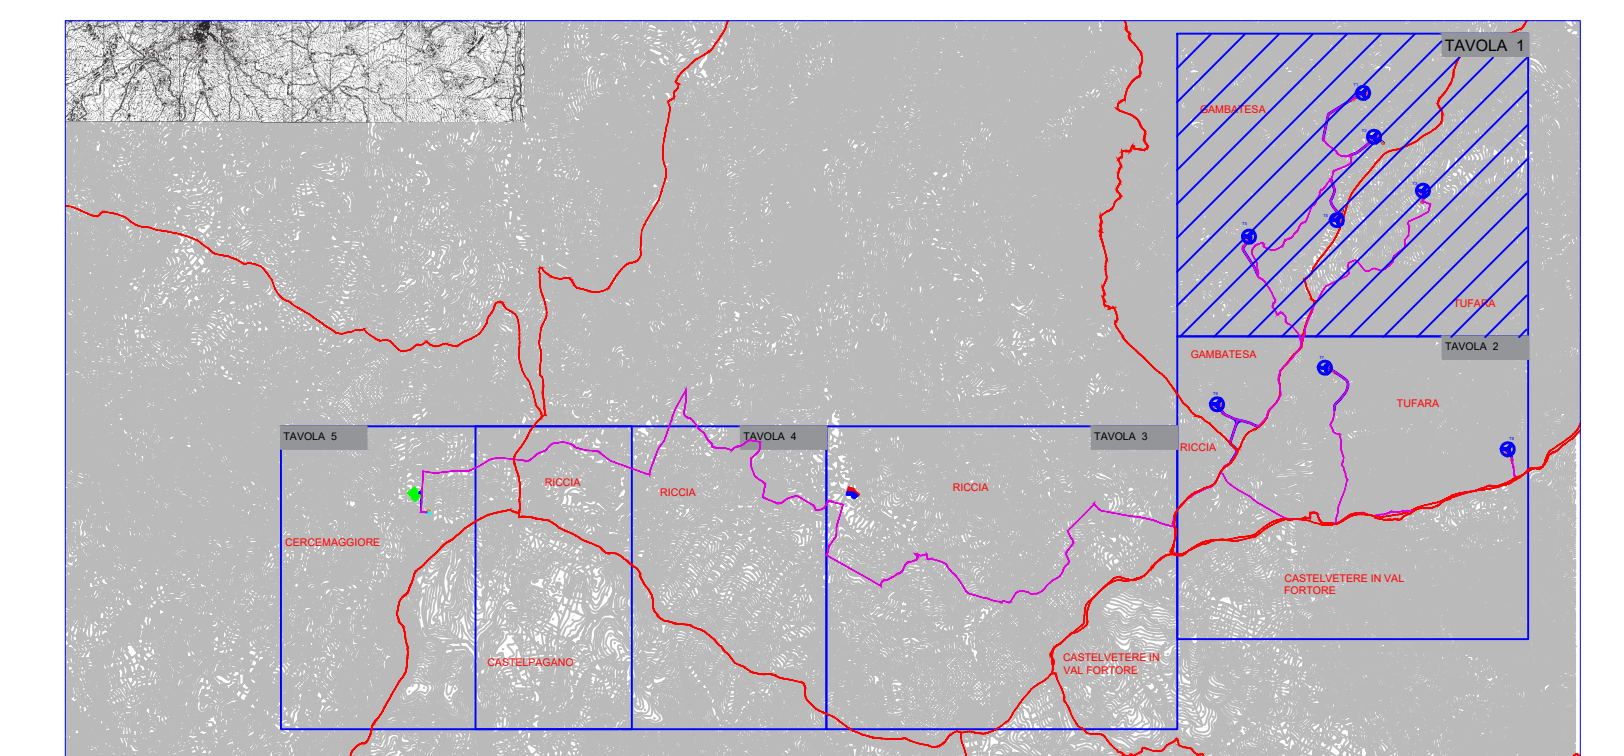 TAVOLA 1
GAMBATESA
TUFARA
TAVOLA 2
GAMBATESA
TUFARA
RICCIA
CASTELVETERE IN VAL
FORTORE
TAVOLA 3
RICCIA
CASTELVETERE IN
VAL FORTORE
TAVOLA 4
RICCIA
RICCIA
CASTELPAGANO
TAVOLA 5
CERCEMAGGIORE